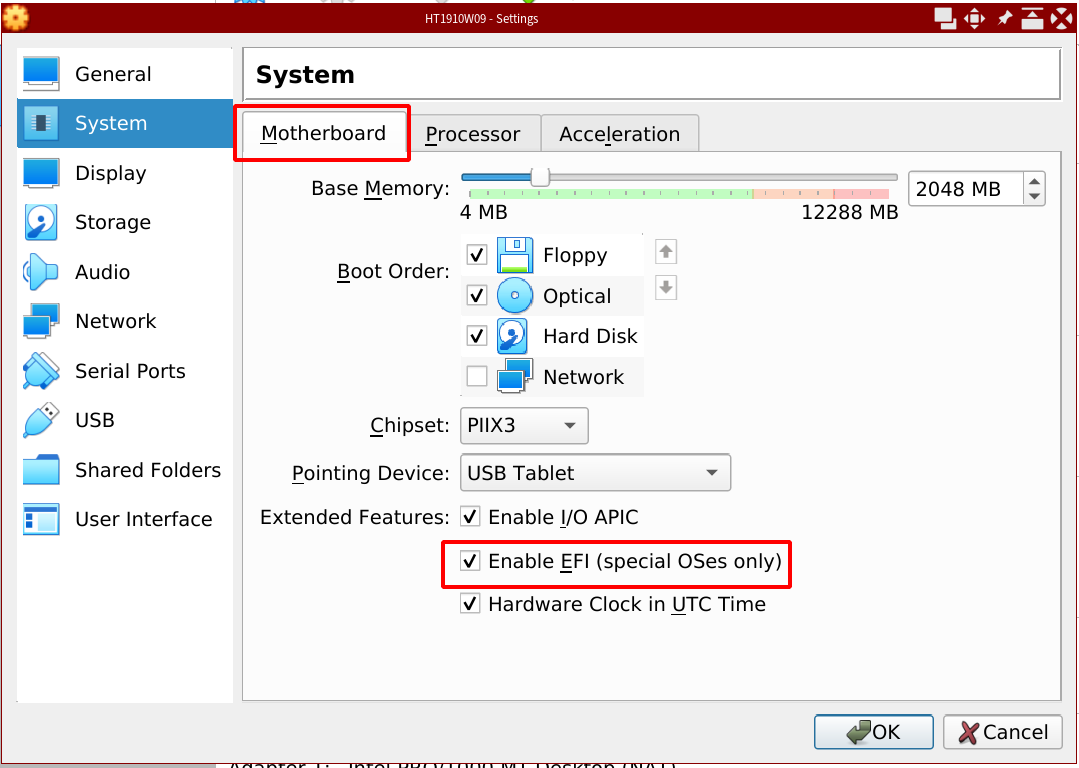 HT1910W09 - Settings
General
System
Display
Storage
Audio
Network
Serial Ports
USB
Shared Folders
User Interface
System
Motherboard Processor Acceleration
Base Memory: 2048 MB
4 MB 12288 MB
Boot Order:
Floppy
Optical
Hard Disk
Network
Chipset: PIIX3
Pointing Device: USB Tablet
Extended Features: Enable I/O APIC
Enable EFI (special OSes only)
Hardware Clock in UTC Time
OK Cancel
Adapter 1: Intel PRO/1000 MT Desktop (NAT)